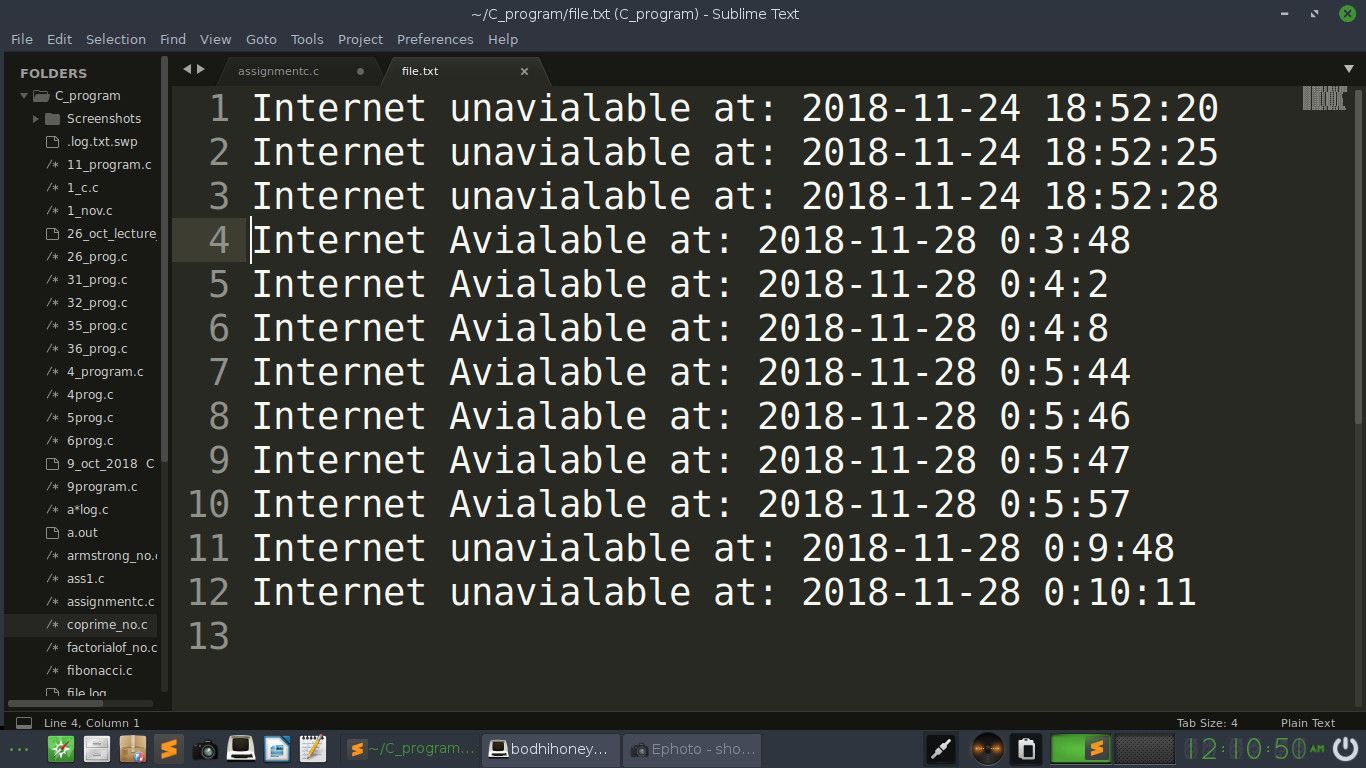 ~/C_program/file.txt (C_program) - Sublime Text
File Edit Selection Find View Goto Tools Project Preferences Help
FOLDERS
C_program
Screenshots
.log.txt.swp
/* 11_program.c
/* 1_c.c
/* 1_nov.c
26_oct_lecture_
/* 26_prog.c
/* 31_prog.c
/* 32_prog.c
/* 35_prog.c
/* 36_prog.c
/* 4_program.c
/* 4prog.c
/* 5prog.c
/* 6prog.c
9_oct_2018 C
/* 9program.c
/* a*log.c
a.out
/* armstrong_no.c
/* ass1.c
/* assignmentc.c
/* coprime_no.c
/* factorialof_no.c
/* fibonacci.c
file.log
assignmentc.c
file.txt
1 Internet unavialable at: 2018-11-24 18:52:20
2 Internet unavialable at: 2018-11-24 18:52:25
3 Internet unavialable at: 2018-11-24 18:52:28
4 Internet Avialable at: 2018-11-28 0:3:48
5 Internet Avialable at: 2018-11-28 0:4:2
6 Internet Avialable at: 2018-11-28 0:4:8
7 Internet Avialable at: 2018-11-28 0:5:44
8 Internet Avialable at: 2018-11-28 0:5:46
9 Internet Avialable at: 2018-11-28 0:5:47
10 Internet Avialable at: 2018-11-28 0:5:57
11 Internet unavialable at: 2018-11-28 0:9:48
12 Internet unavialable at: 2018-11-28 0:10:11
13
Line 4, Column 1
Tab Size: 4
Plain Text
~/C_program...
bodhihoney...
Ephoto - sho...
12:10:50 AM